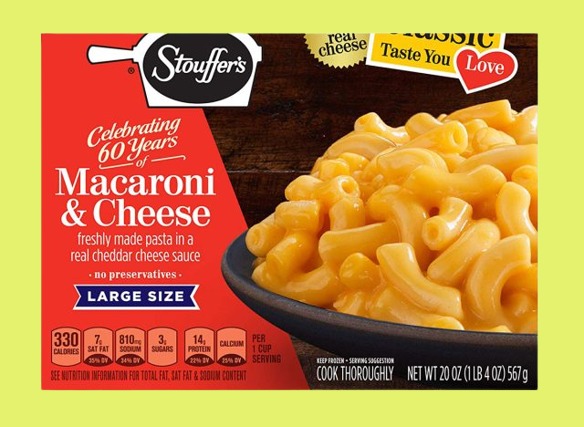 Stouffer's
®
real
cheese
Classic
Taste You
Love
Celebrating
60 Years
of
Macaroni
& Cheese
freshly made pasta in a
real cheddar cheese sauce
• no preservatives •
LARGE SIZE
330
CALORIES
7g
SAT FAT
35% DV
810mg
SODIUM
34% DV
3g
SUGARS
14g
PROTEIN
22% DV
CALCIUM
25% DV
PER
1 CUP
SERVING
SEE NUTRITION INFORMATION FOR TOTAL FAT, SAT FAT & SODIUM CONTENT
KEEP FROZEN • SERVING SUGGESTION
COOK THOROUGHLY NET WT 20 OZ (1 LB 4 OZ) 567g